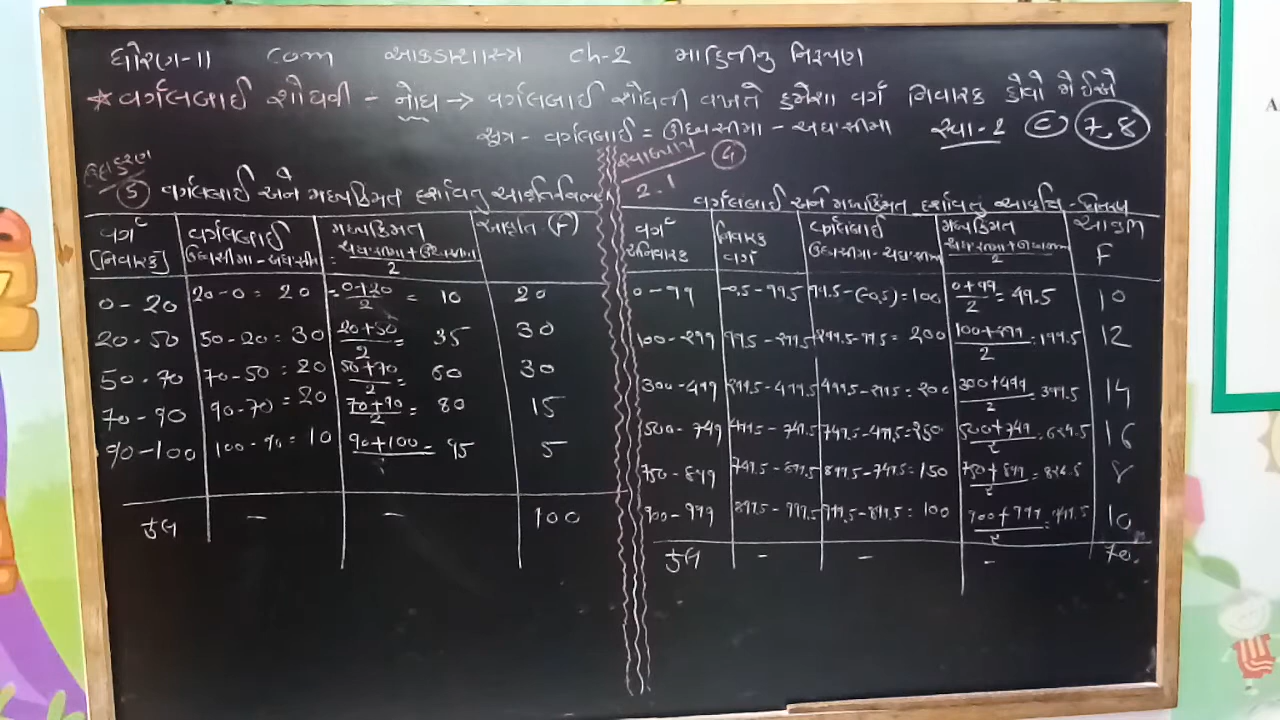 ધોરણ-11 com આંકડાશાસ્ત્ર ch-2 માહિતીનું નિરૂપણ
* વર્ગલંબાઈ શોધવી - નોંધ → વર્ગલંબાઈ શોધતી વખતે હંમેશા વર્ગ નિવારક હોવો જોઈએ
સૂત્ર - વર્ગલંબાઈ = ઊર્ધ્વસીમા - અધઃસીમા સ્વા-2 C 7,8
ઉદાહરણ
5 વર્ગલંબાઈ અને મધ્યકિંમત દર્શાવતું આવૃત્તિ વિતરણ
વર્ગ [નિવારક] વર્ગલંબાઈ ઊર્ધ્વસીમા - અધઃસીમા મધ્યકિંમત = અધઃસીમા + ઊર્ધ્વસીમા / 2 આવૃત્તિ (F)
0-20 20-0=20 =0+20/2 = 10 20
20-50 50-20=30 20+50/2 = 35 30
50-70 70-50=20 50+70/2 = 60 30
70-90 90-70=20 70+90/2 = 80 15
90-100 100-90=10 90+100/2 = 95 5
કુલ - - 100
સ્વાધ્યાય 4
2.1 વર્ગલંબાઈ અને મધ્યકિંમત દર્શાવતું આવૃત્તિ-વિતરણ
વર્ગ અનિવારક નિવારક વર્ગ વર્ગલંબાઈ ઊર્ધ્વસીમા - અધઃસીમા મધ્યકિંમત અધઃસીમા + ઊર્ધ્વસીમા / 2 આવૃત્તિ F
0-99 -0.5-99.5 99.5-(-0.5)=100 0+99/2 = 49.5 10
100-299 99.5-299.5 299.5-99.5=200 100+299/2 = 199.5 12
300-499 299.5-499.5 499.5-299.5=200 300+499/2 = 399.5 14
500-749 499.5-749.5 749.5-499.5=250 500+749/2 = 624.5 16
750-899 749.5-899.5 899.5-749.5=150 750+899/2 = 824.5 8
900-999 899.5-999.5 999.5-899.5=100 900+999/2 = 949.5 10
કુલ - - - 70